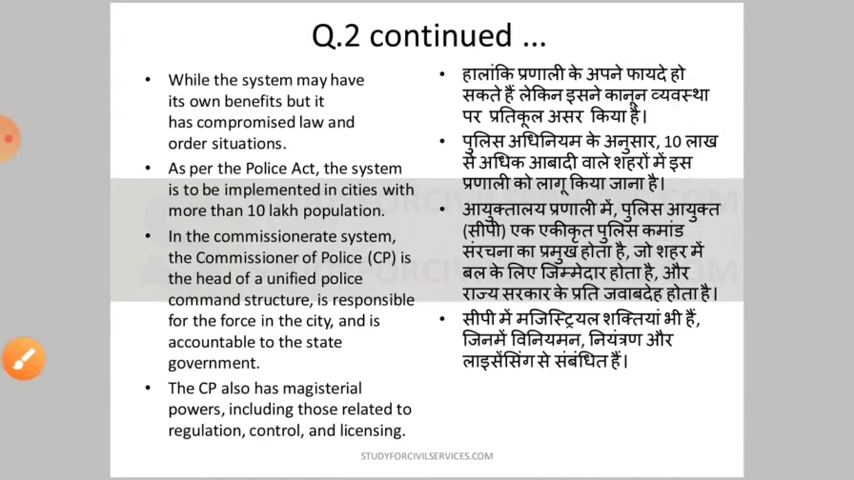 Q.2 continued ...
• While the system may have
its own benefits but it
has compromised law and
order situations.
• As per the Police Act, the system
is to be implemented in cities with
more than 10 lakh population.
• In the commissionerate system,
the Commissioner of Police (CP) is
the head of a unified police
command structure, is responsible
for the force in the city, and is
accountable to the state
government.
• The CP also has magisterial
powers, including those related to
regulation, control, and licensing.
• हालांकि प्रणाली के अपने फायदे हो
सकते हैं लेकिन इसने कानून व्यवस्था
पर प्रतिकूल असर किया है।
• पुलिस अधिनियम के अनुसार, 10 लाख
से अधिक आबादी वाले शहरों में इस
प्रणाली को लागू किया जाना है।
• आयुक्तालय प्रणाली में, पुलिस आयुक्त
(सीपी) एक एकीकृत पुलिस कमांड
संरचना का प्रमुख होता है, जो शहर में
बल के लिए जिम्मेदार होता है, और
राज्य सरकार के प्रति जवाबदेह होता है।
• सीपी में मजिस्ट्रियल शक्तियां भी हैं,
जिनमें विनियमन, नियंत्रण और
लाइसेंसिंग से संबंधित हैं।
STUDYFORCIVILSERVICES.COM